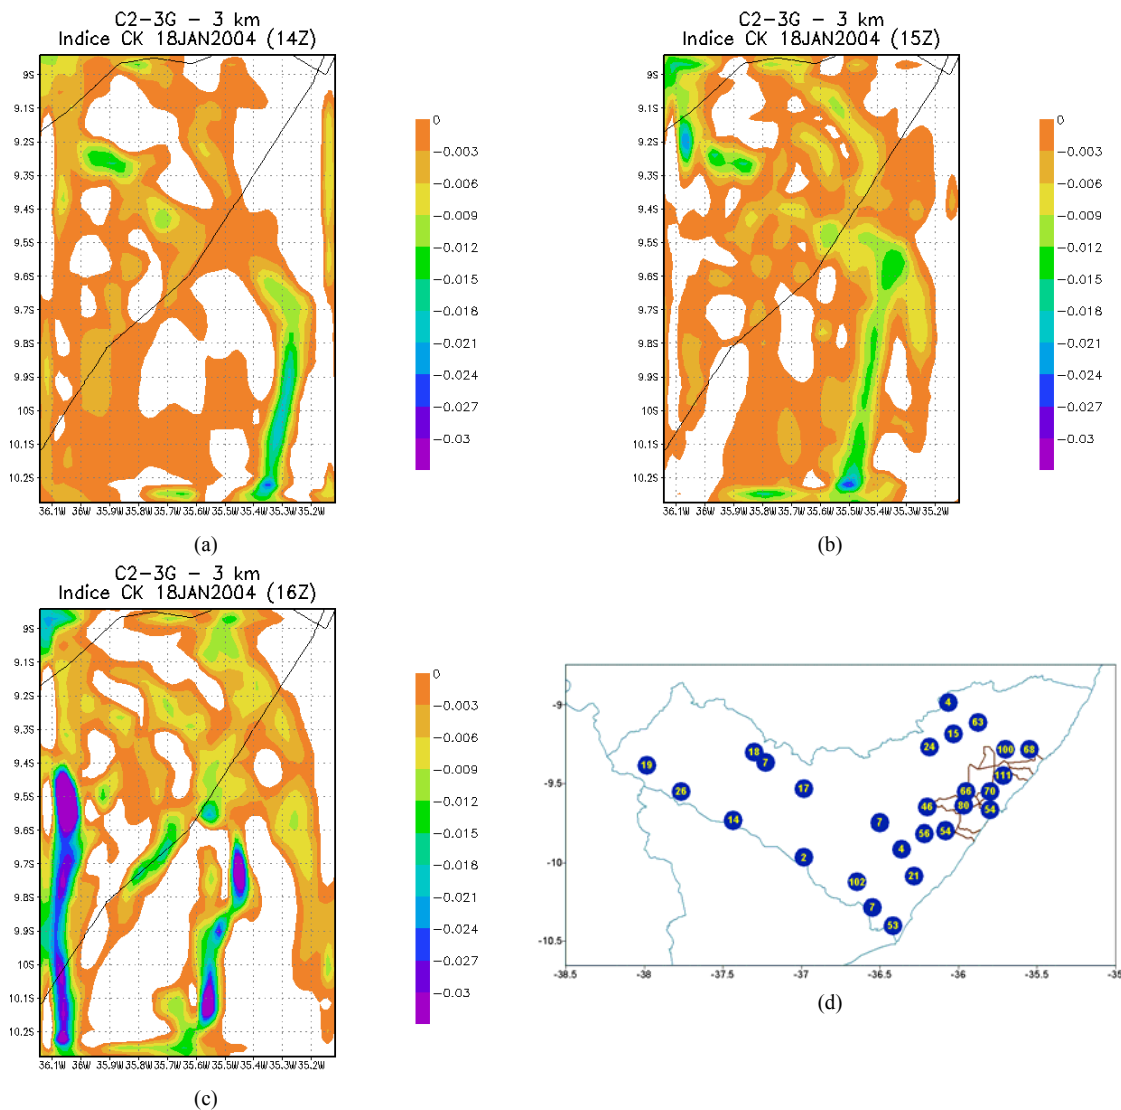 C2-3G - 3 km
Indice CK 18JAN2004 (14Z)
9S
9.1S
9.2S
9.3S
9.4S
9.5S
9.6S
9.7S
9.8S
9.9S
10S
10.1S
10.2S
36.1W 36W 35.9W 35.8W 35.7W 35.6W 35.5W 35.4W 35.3W 35.2W
0
-0.003
-0.006
-0.009
-0.012
-0.015
-0.018
-0.021
-0.024
-0.027
-0.03
(a)
C2-3G - 3 km
Indice CK 18JAN2004 (15Z)
9S
9.1S
9.2S
9.3S
9.4S
9.5S
9.6S
9.7S
9.8S
9.9S
10S
10.1S
10.2S
36.1W 36W 35.9W 35.8W 35.7W 35.6W 35.5W 35.4W 35.3W 35.2W
0
-0.003
-0.006
-0.009
-0.012
-0.015
-0.018
-0.021
-0.024
-0.027
-0.03
(b)
C2-3G - 3 km
Indice CK 18JAN2004 (16Z)
9S
9.1S
9.2S
9.3S
9.4S
9.5S
9.6S
9.7S
9.8S
9.9S
10S
10.1S
10.2S
36.1W 36W 35.9W 35.8W 35.7W 35.6W 35.5W 35.4W 35.3W 35.2W
0
-0.003
-0.006
-0.009
-0.012
-0.015
-0.018
-0.021
-0.024
-0.027
-0.03
(c)
-9
-9.5
-10
-10.5
4
63
15
24
100 68
18
7
19
111
17
26
66 70
46 80 54
14
7
56 54
4
2
21
102
7
53
-38.5 -38 -37.5 -37 -36.5 -36 -35.5 -35
(d)